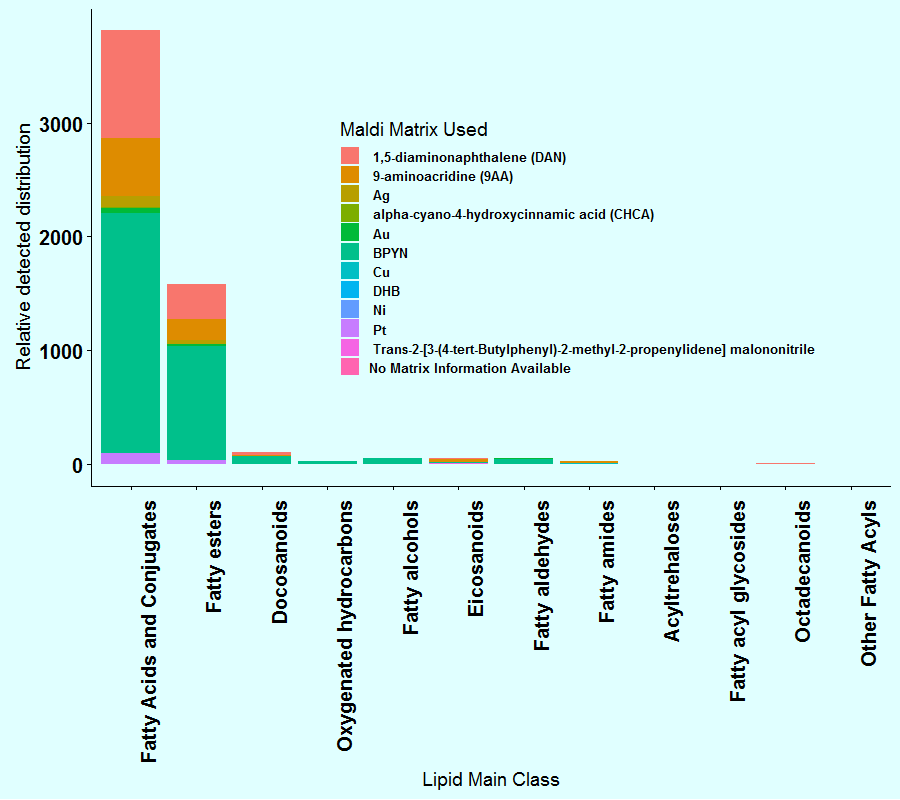 Relative detected distribution
3000
2000
1000
0
Maldi Matrix Used
1,5-diaminonaphthalene (DAN)
9-aminoacridine (9AA)
Ag
alpha-cyano-4-hydroxycinnamic acid (CHCA)
Au
BPYN
Cu
DHB
Ni
Pt
Trans-2-[3-(4-tert-Butylphenyl)-2-methyl-2-propenylidene] malononitrile
No Matrix Information Available
Fatty Acids and Conjugates
Fatty esters
Docosanoids
Oxygenated hydrocarbons
Fatty alcohols
Eicosanoids
Fatty aldehydes
Fatty amides
Acyltrehaloses
Fatty acyl glycosides
Octadecanoids
Other Fatty Acyls
Lipid Main Class